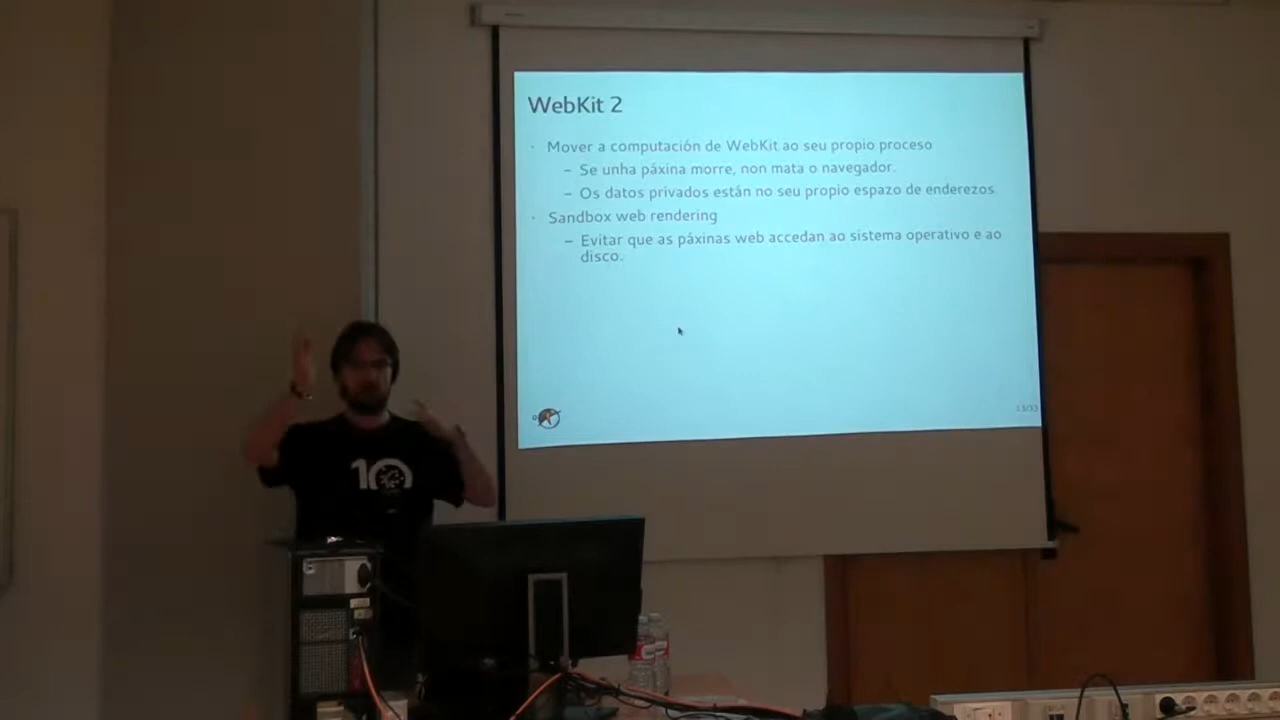 WebKit 2
· Mover a computación de WebKit ao seu propio proceso
– Se unha páxina morre, non mata o navegador.
– Os datos privados están no seu propio espazo de enderezos
· Sandbox web rendering
– Evitar que as páxinas web accedan ao sistema operativo e ao
disco.
10